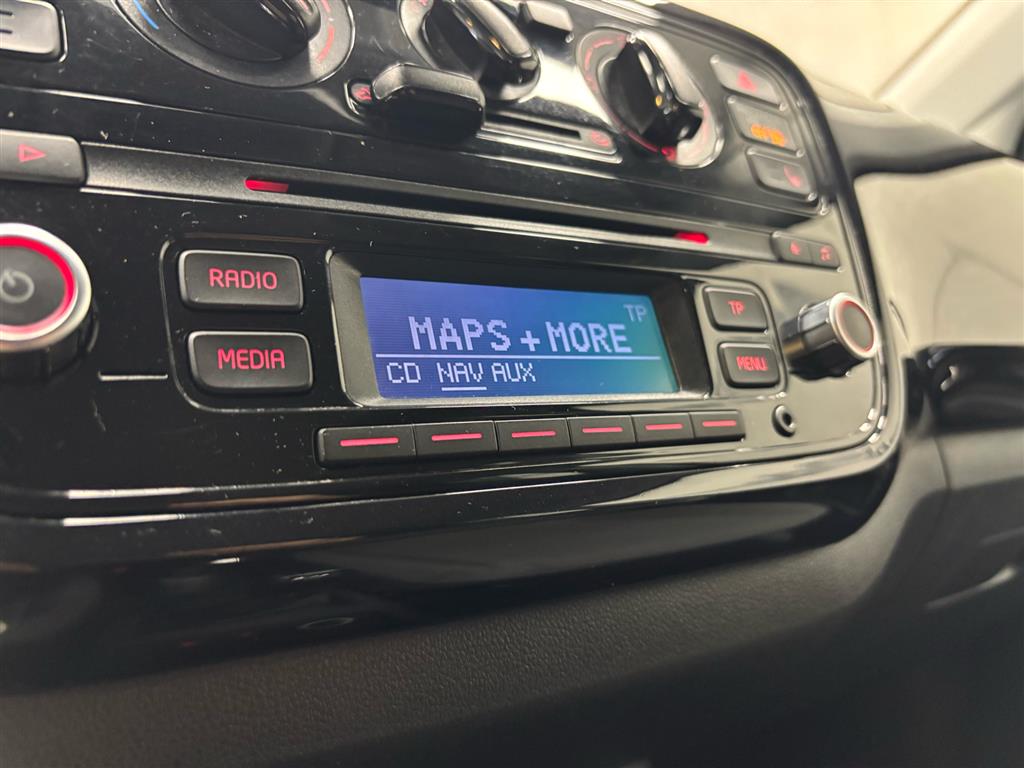 RADIO
MEDIA
TP
MAPS + MORE
CD NAV AUX
TP
MENU